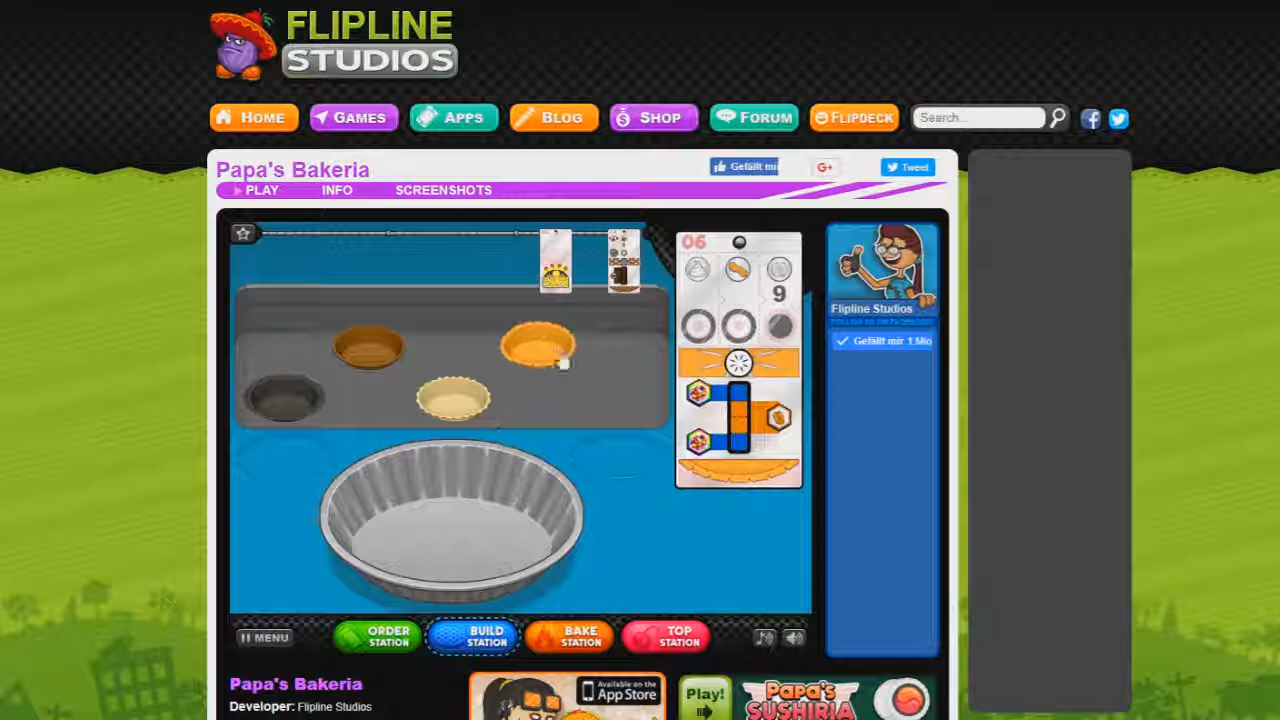 FLIPLINE
STUDIOS
HOME
GAMES
APPS
BLOG
SHOP
FORUM
FLIPDECK
Search...
Papa's Bakeria
Gefällt mir
G+
Tweet
PLAY
INFO
SCREENSHOTS
06
9
Flipline Studios
Gefällt mir 1 Mio
MENU
ORDER
STATION
BUILD
STATION
BAKE
STATION
TOP
STATION
Papa's Bakeria
Developer: Flipline Studios
Available on the
App Store
Play!
Papa's
SUSHIRIA